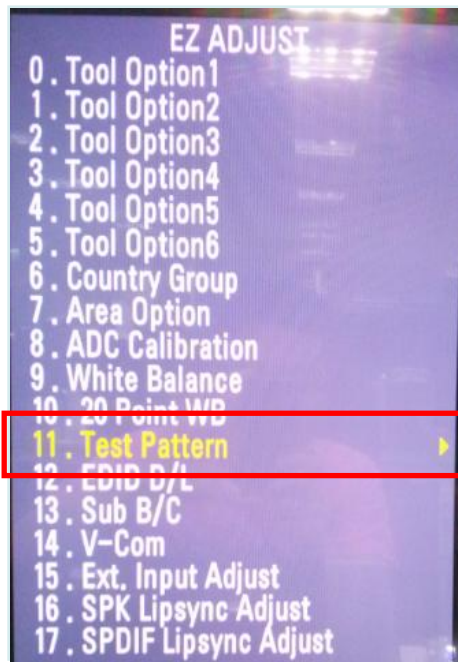 EZ ADJUST
0 . Tool Option1
1 . Tool Option2
2 . Tool Option3
3 . Tool Option4
4 . Tool Option5
5 . Tool Option6
6 . Country Group
7 . Area Option
8 . ADC Calibration
9 . White Balance
10 . 20 Point WB
11 . Test Pattern
12 . EDID D/L
13 . Sub B/C
14 . V-Com
15 . Ext. Input Adjust
16 . SPK Lipsync Adjust
17 . SPDIF Lipsync Adjust